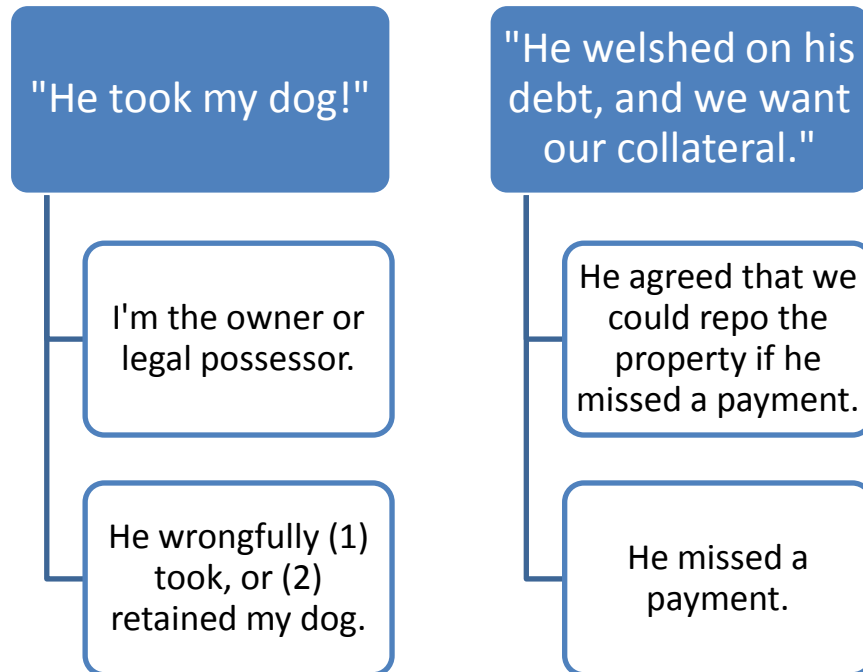 "He took my dog!"
I'm the owner or
legal possessor.
He wrongfully (1)
took, or (2)
retained my dog.
"He welshed on his
debt, and we want
our collateral."
He agreed that we
could repo the
property if he
missed a payment.
He missed a
payment.